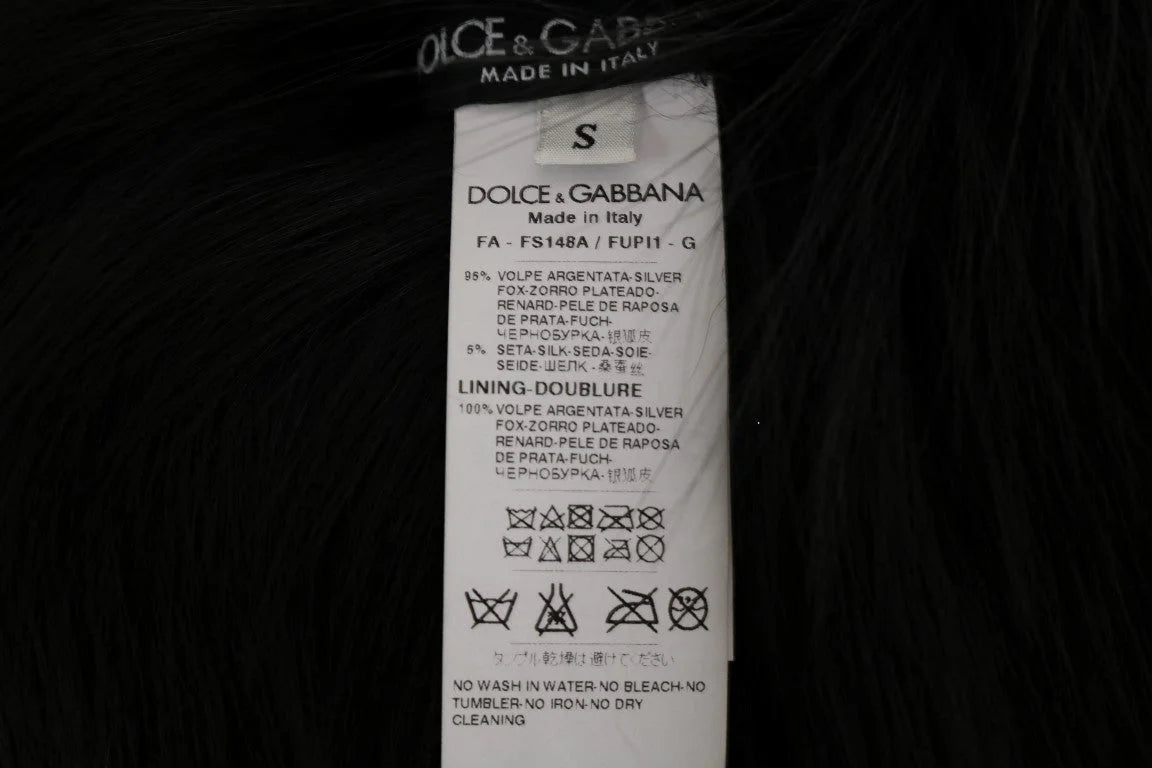 OLCE & GABB
MADE IN ITALY
S
DOLCE & GABBANA
Made in Italy
FA - FS148A / FUPI1 - G
95% VOLPE ARGENTATA-SILVER
FOX-ZORRO PLATEADO-
RENARD-PELE DE RAPOSA
DE PRATA-FUCH-
ЧЕРНОБУРКА-银狐皮
5% SETA-SILK-SEDA-SOIE-
SEIDE-ШЕЛК-桑蚕丝
LINING-DOUBLURE
100% VOLPE ARGENTATA-SILVER
FOX-ZORRO PLATEADO-
RENARD-PELE DE RAPOSA
DE PRATA-FUCH-
ЧЕРНОБУРКА-银狐皮
タンブル乾燥は避けてください
NO WASH IN WATER-NO BLEACH-NO
TUMBLER-NO IRON-NO DRY
CLEANING